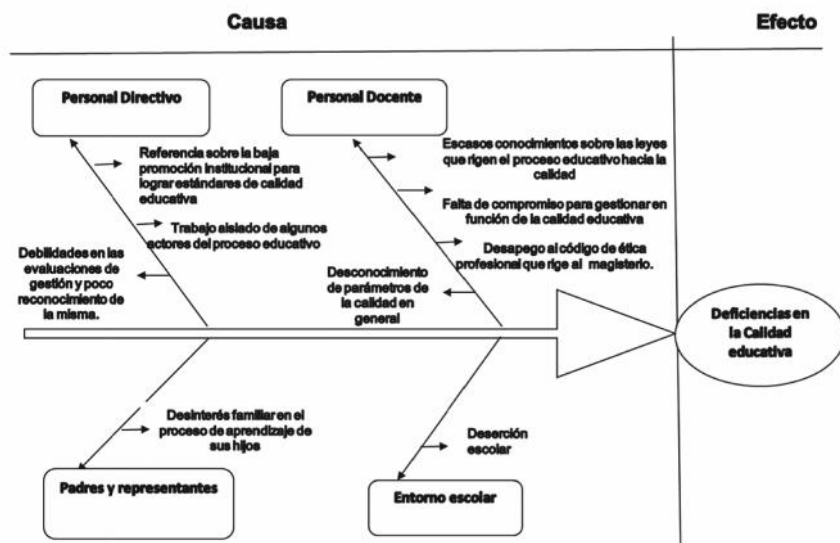 Causa
Efecto
Personal Directivo
Personal Docente
Referencia sobre la baja
promoción institucional para
lograr estándares de calidad
educativa
Trabajo aislado de algunos
actores del proceso educativo
Debilidades en las
evaluaciones de
gestión y poco
reconocimiento de
la misma.
Escasos conocimientos sobre las leyes
que rigen el proceso educativo hacia la
calidad
Falta de compromiso para gestionar en
función de la calidad educativa
Desapego al código de ética
profesional que rige al magisterio.
Desconocimiento
de parámetros de
la calidad en
general
Deficiencias en
la Calidad
educativa
Desinterés familiar en el
proceso de aprendizaje de
sus hijos
Deserción
escolar
Padres y representantes
Entorno escolar